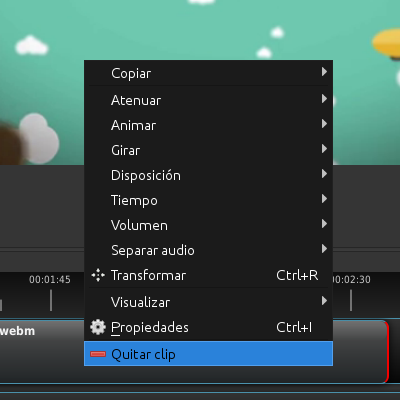 Copiar
Atenuar
Animar
Girar
Disposición
Tiempo
Volumen
Separar audio
Transformar Ctrl+R
Visualizar
Propiedades Ctrl+I
Quitar clip
00:01:45 00:02:30
webm